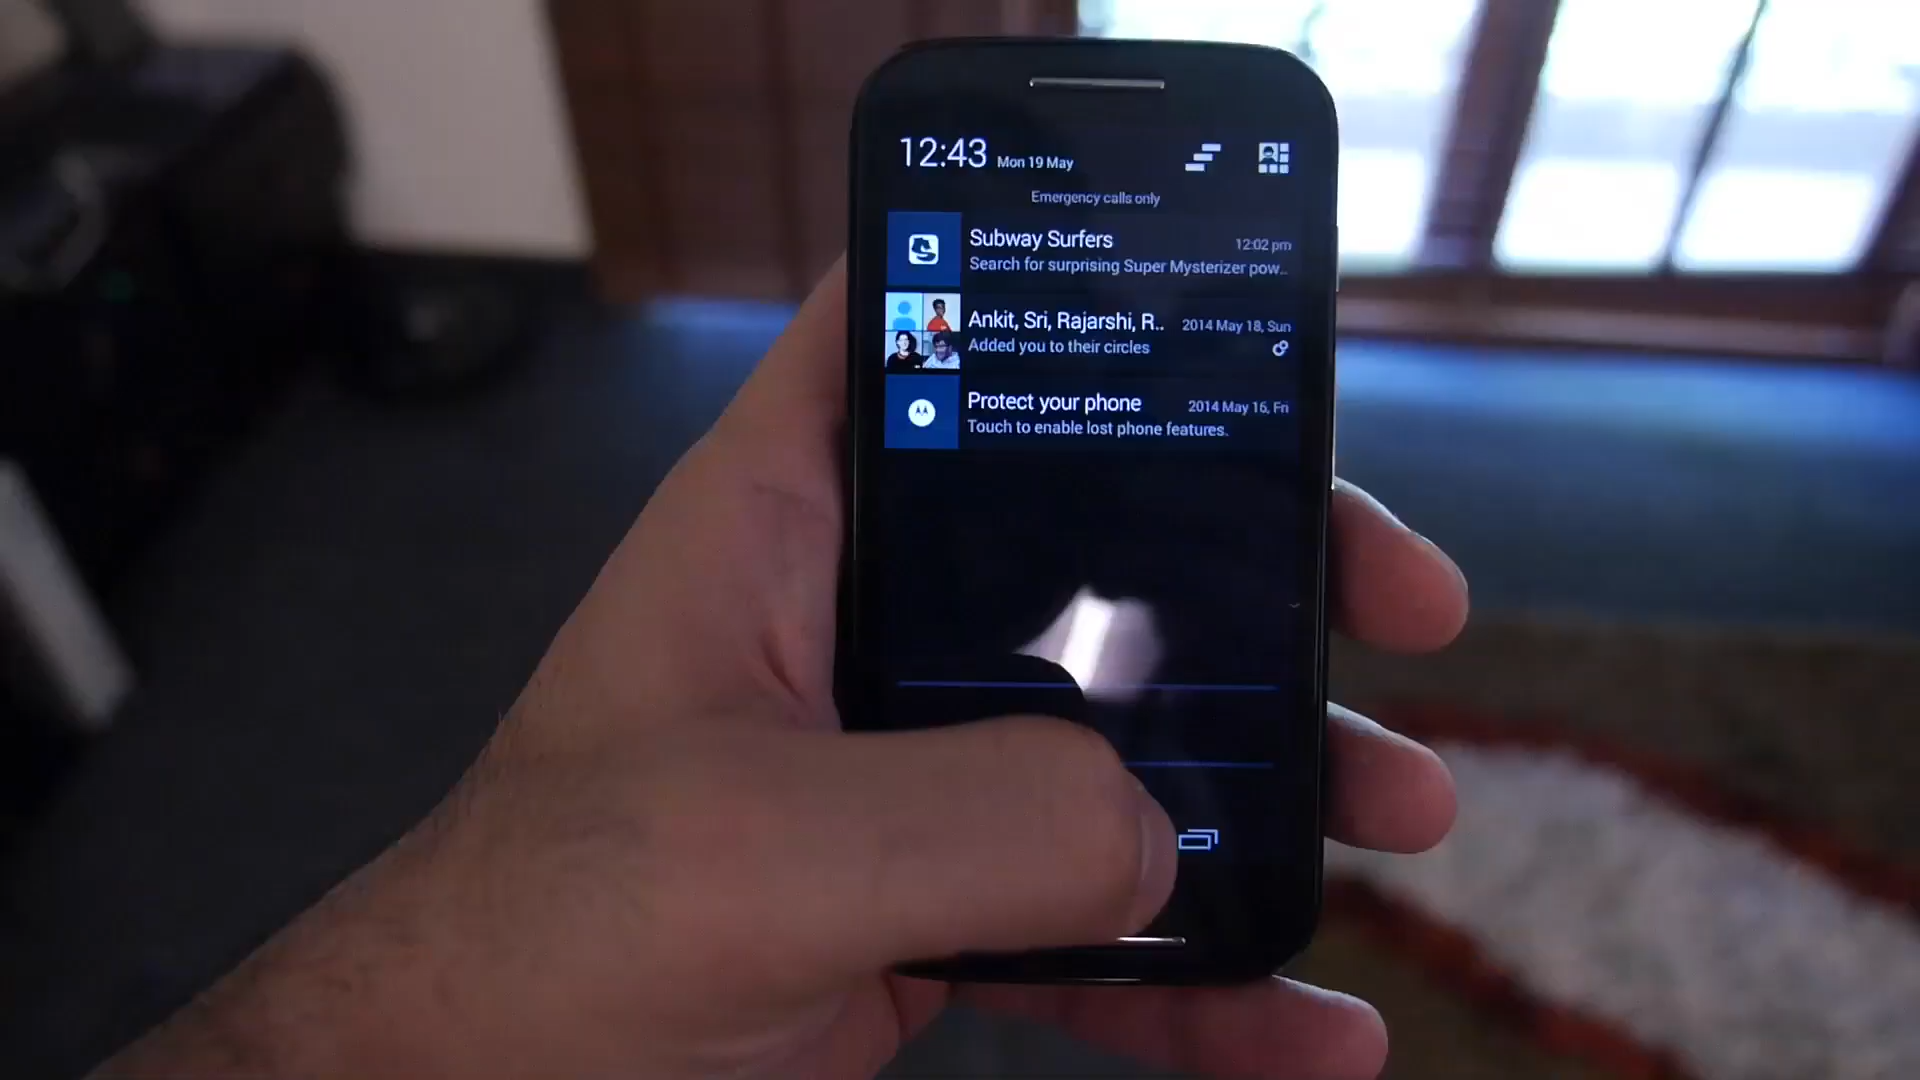 12:43 Mon 19 May
Emergency calls only
Subway Surfers 12:02 pm
Search for surprising Super Mysterizer pow..
Ankit, Sri, Rajarshi, R.. 2014 May 18, Sun
Added you to their circles
Protect your phone 2014 May 16, Fri
Touch to enable lost phone features.